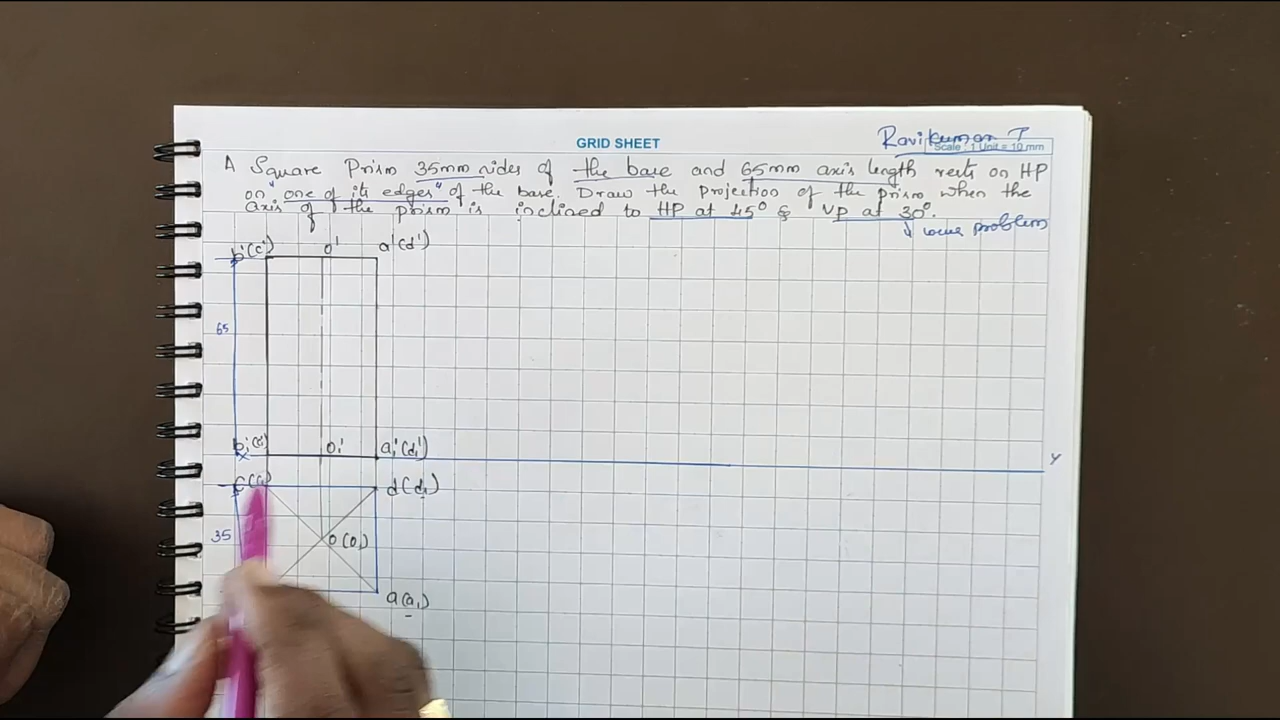 GRID SHEET
Ravikumar T
Scale : 1 Unit = 10 mm
A Square Prism 35mm sides of the base and 65mm axis length rests on HP
on "one of its edges" of the base. Draw the projection of the prism when the
axis of the prism is inclined to HP at 45° & VP at 30°.
problem
b'(c') o' a'(d')
65
b₁'(c₁') o₁' a₁'(d₁')
X Y
c(c₁) d(d₁)
35 o(o₁)
a(a₁)